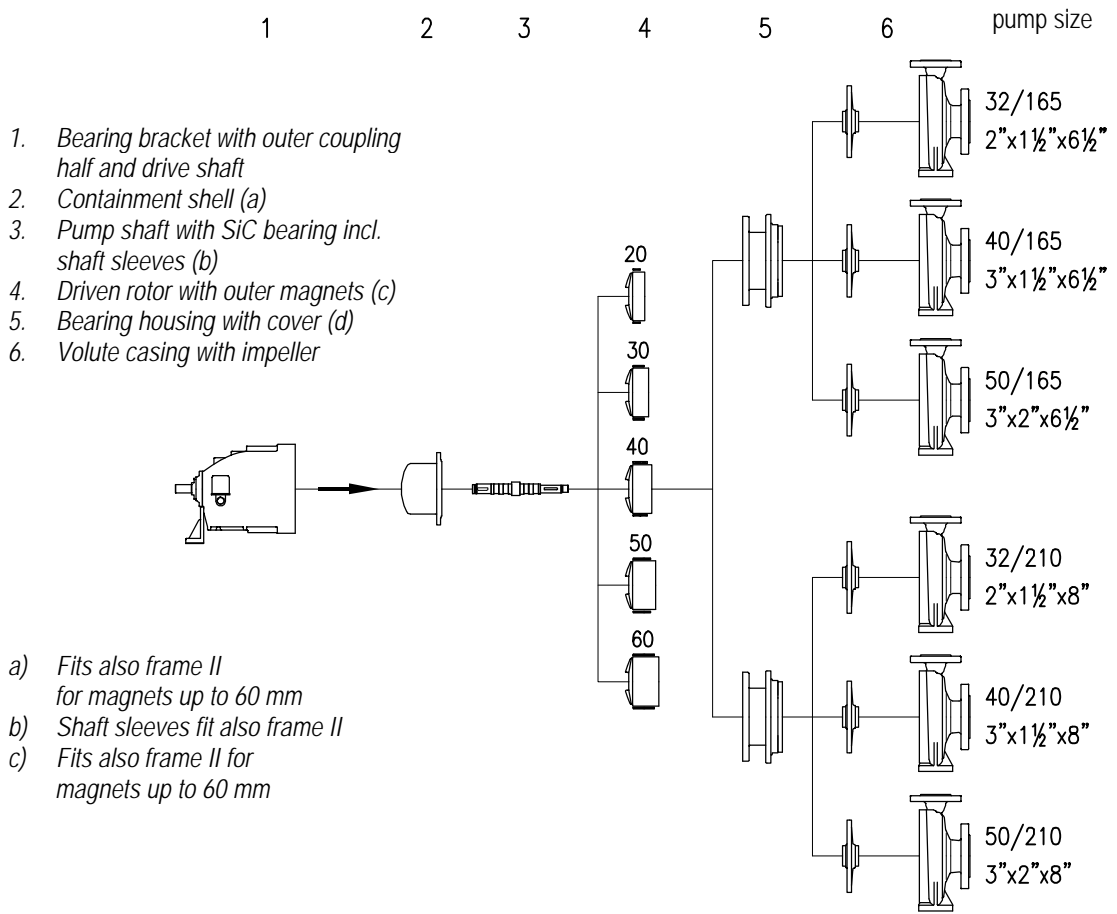 1 2 3 4 5 6 pump size
1. Bearing bracket with outer coupling
half and drive shaft
2. Containment shell (a)
3. Pump shaft with SiC bearing incl.
shaft sleeves (b)
4. Driven rotor with outer magnets (c)
5. Bearing housing with cover (d)
6. Volute casing with impeller
20
30
40
50
60
32/165
2”x1½”x6½”
40/165
3”x1½”x6½”
50/165
3”x2”x6½”
32/210
2”x1½”x8”
40/210
3”x1½”x8”
50/210
3”x2”x8”
a) Fits also frame II
for magnets up to 60 mm
b) Shaft sleeves fit also frame II
c) Fits also frame II for
magnets up to 60 mm